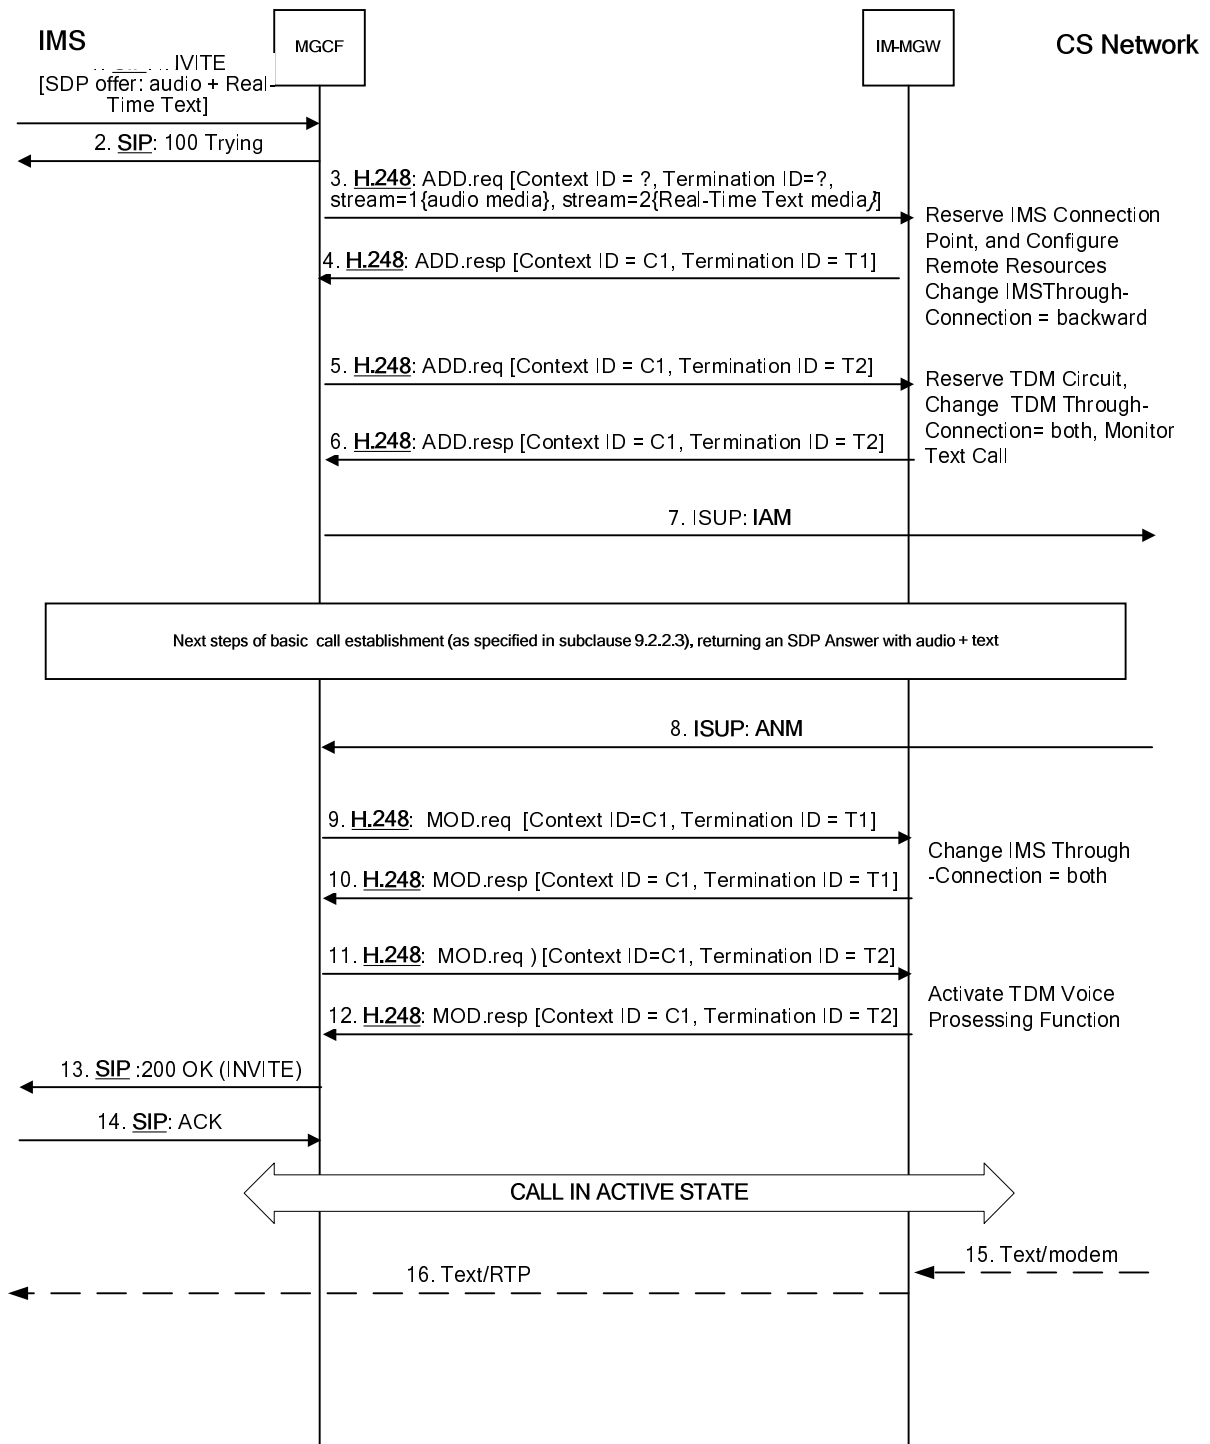 IMS
MGCF
IM-MGW
CS Network
IVITE
[SDP offer: audio + Real-
Time Text]
2. SIP: 100 Trying
3. H.248: ADD.req [Context ID = ?, Termination ID=?,
stream=1{audio media}, stream=2{Real-Time Text media}]
Reserve IMS Connection
Point, and Configure
Remote Resources
Change IMSThrough-
Connection = backward
4. H.248: ADD.resp [Context ID = C1, Termination ID = T1]
5. H.248: ADD.req [Context ID = C1, Termination ID = T2]
Reserve TDM Circuit,
Change TDM Through-
Connection= both, Monitor
Text Call
6. H.248: ADD.resp [Context ID = C1, Termination ID = T2]
7. ISUP: IAM
Next steps of basic call establishment (as specified in subclause 9.2.2.3), returning an SDP Answer with audio + text
8. ISUP: ANM
9. H.248: MOD.req [Context ID=C1, Termination ID = T1]
Change IMS Through
-Connection = both
10. H.248: MOD.resp [Context ID = C1, Termination ID = T1]
11. H.248: MOD.req ) [Context ID=C1, Termination ID = T2]
Activate TDM Voice
Prosessing Function
12. H.248: MOD.resp [Context ID = C1, Termination ID = T2]
13. SIP :200 OK (INVITE)
14. SIP: ACK
CALL IN ACTIVE STATE
15. Text/modem
16. Text/RTP